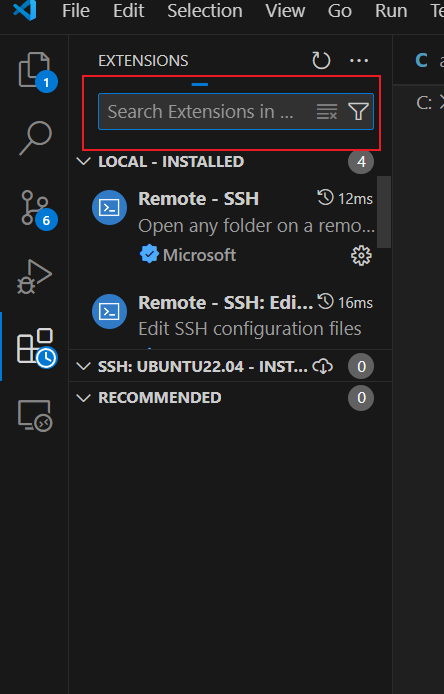 File Edit Selection View Go Run
EXTENSIONS
C
C:
1
Search Extensions in ...
LOCAL - INSTALLED 4
Remote - SSH 12ms
Open any folder on a remo...
Microsoft
6
Remote - SSH: Edi... 16ms
Edit SSH configuration files
SSH: UBUNTU22.04 - INST... 0
RECOMMENDED 0